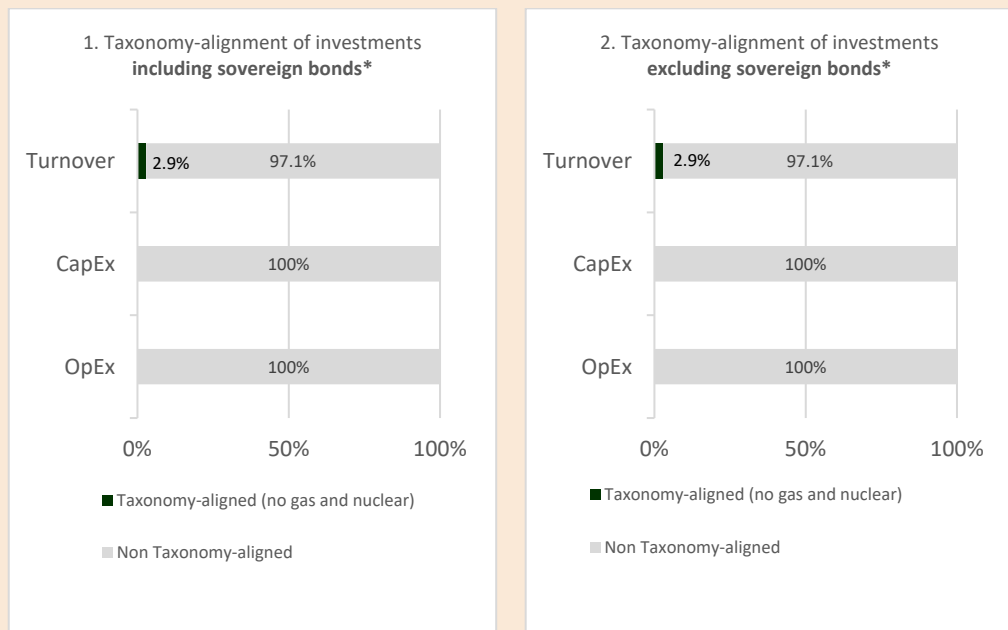 1. Taxonomy-alignment of investments
including sovereign bonds*
Turnover
2.9%
97.1%
CapEx
100%
OpEx
100%
0%
50%
100%
Taxonomy-aligned (no gas and nuclear)
Non Taxonomy-aligned
2. Taxonomy-alignment of investments
excluding sovereign bonds*
Turnover
2.9%
97.1%
CapEx
100%
OpEx
100%
0%
50%
100%
Taxonomy-aligned (no gas and nuclear)
Non Taxonomy-aligned